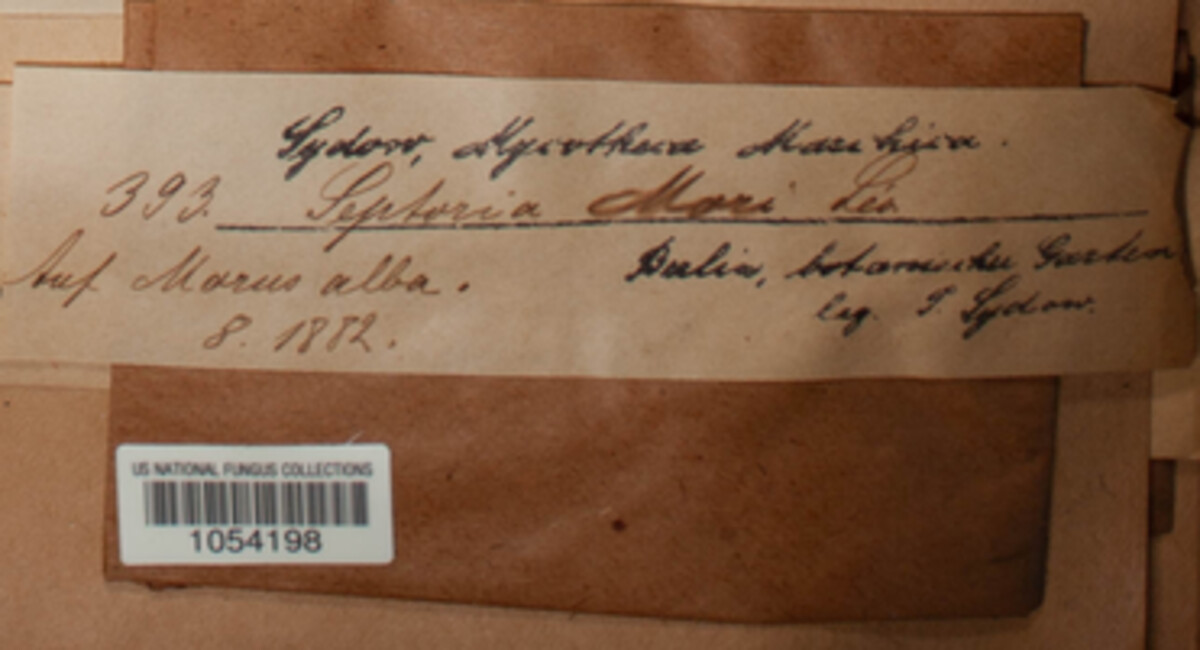 Sydow, Mycotheca Marchica.
393. Septoria Mori Lév.
Auf Morus alba.
Berlin, botanischer Garten
8. 1882.
leg. P. Sydow.
US NATIONAL FUNGUS COLLECTIONS
1054198